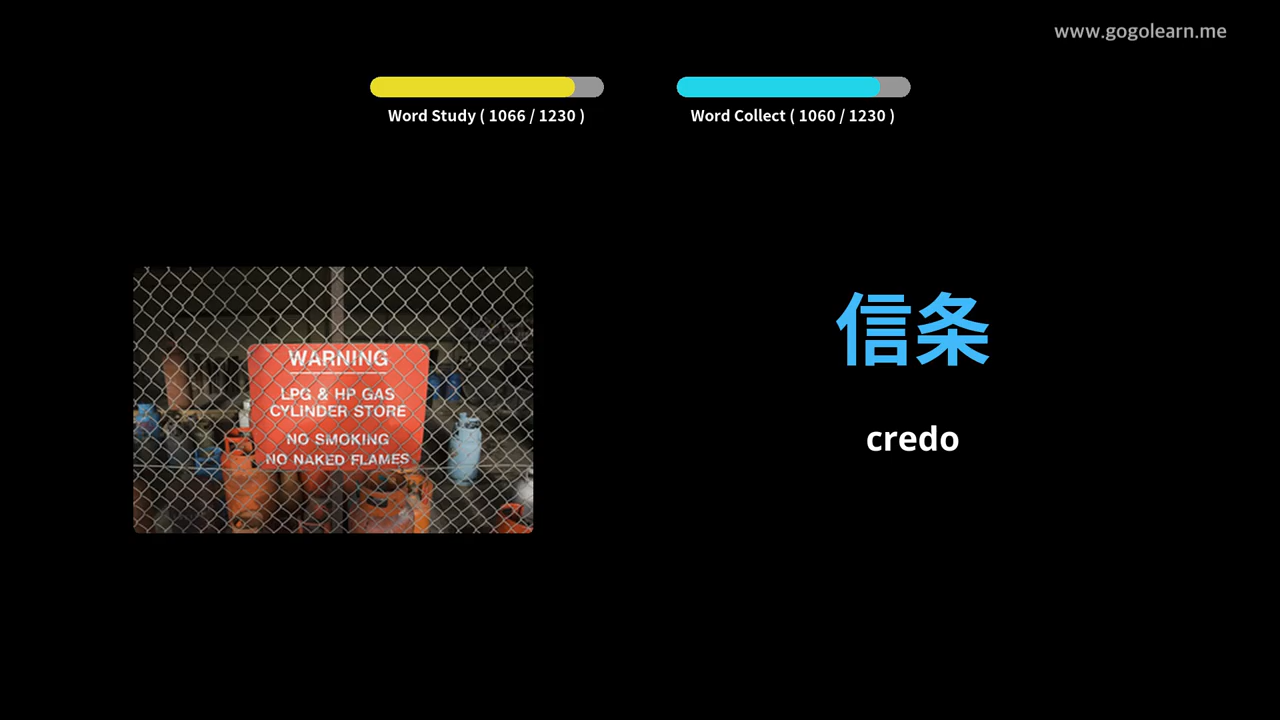 www.gogolearn.me
Word Study ( 1066 / 1230 )
Word Collect ( 1060 / 1230 )
WARNING
LPG & HP GAS
CYLINDER STORE
NO SMOKING
NO NAKED FLAMES
信条
credo